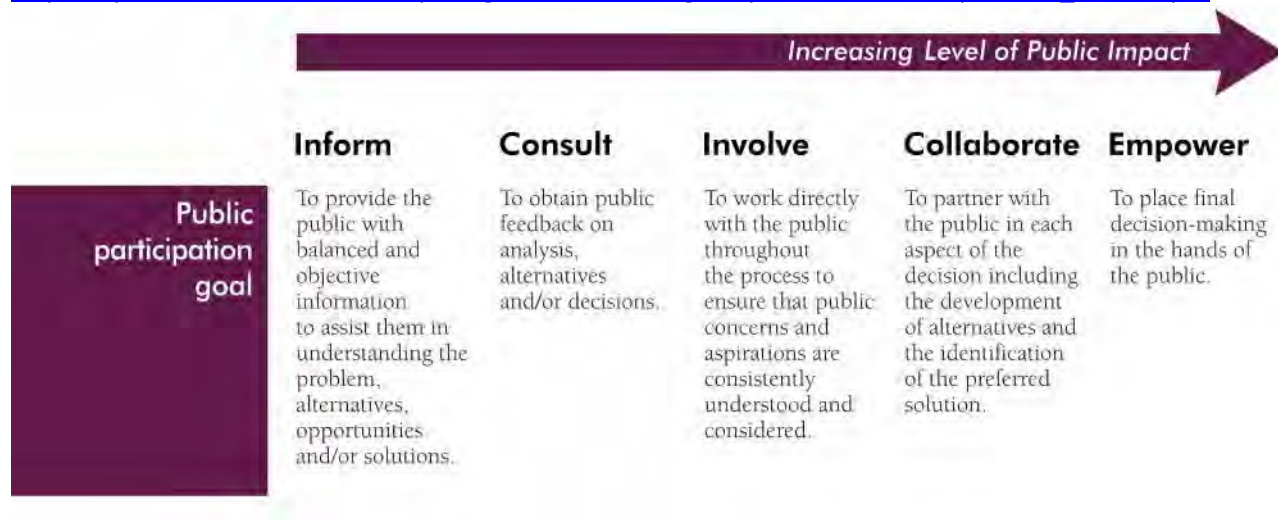 Increasing Level of Public Impact
Inform
To provide the
public with
balanced and
objective
information
to assist them in
understanding the
problem,
alternatives,
opportunities
and/or solutions.
Consult
To obtain public
feedback on
analysis,
alternatives
and/or decisions.
Involve
To work directly
with the public
throughout
the process to
ensure that public
concerns and
aspirations are
consistently
understood and
considered.
Collaborate
To partner with
the public in each
aspect of the
decision including
the development
of alternatives and
the identification
of the preferred
solution.
Empower
To place final
decision-making
in the hands of
the public.
Public
participation
goal